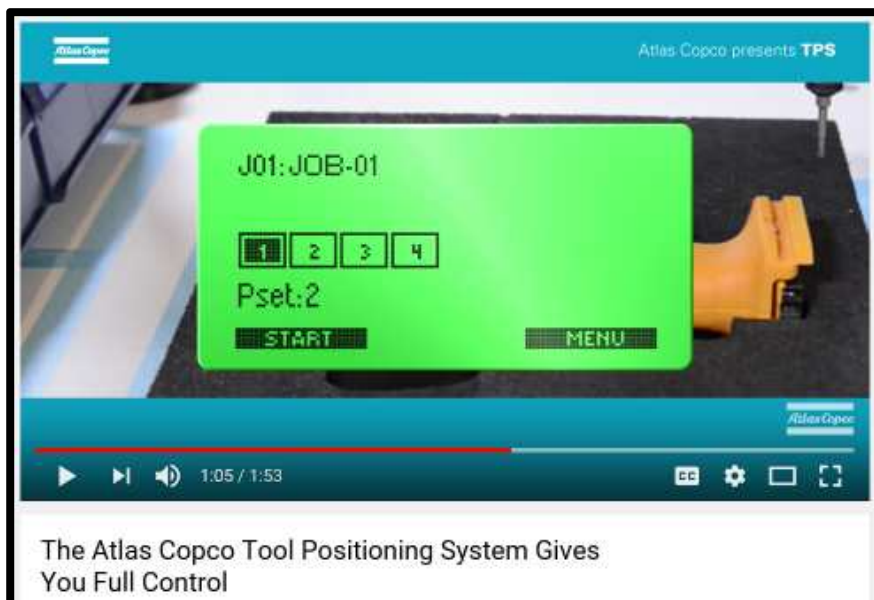 Atlas Copco
Atlas Copco presents TPS
J01:JOB-01
1 2 3 4
Pset:2
START MENU
Atlas Copco
1:05 / 1:53
CC
The Atlas Copco Tool Positioning System Gives
You Full Control